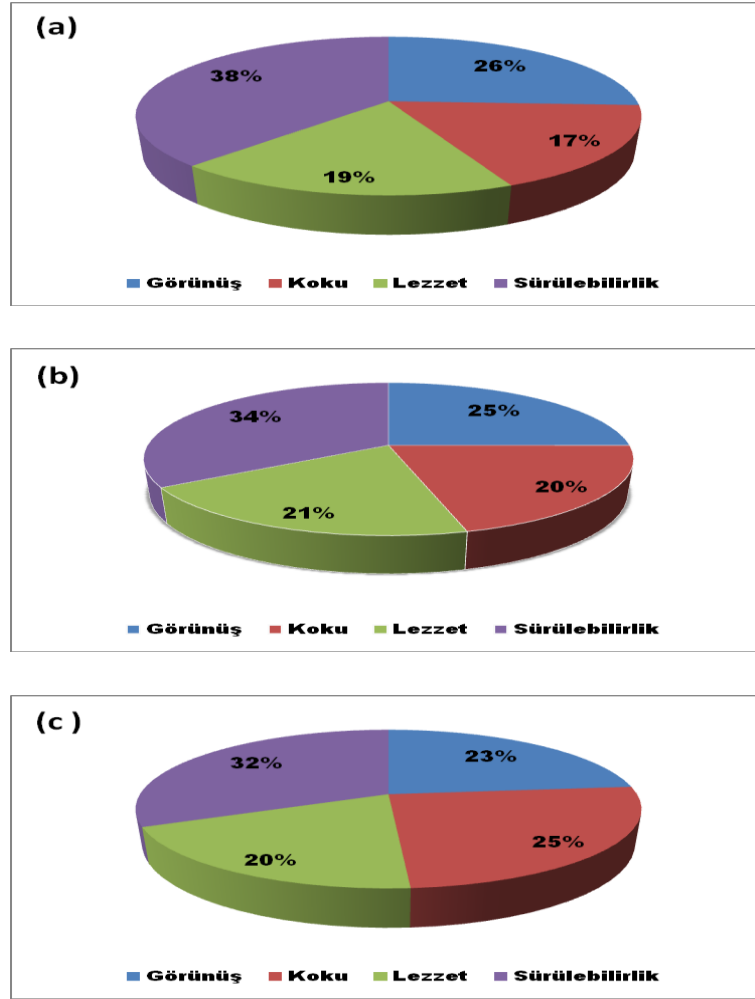 (a)
38% 26%
17%
19%
Görünüş Koku Lezzet Sürülebilirlik
(b)
34% 25%
20%
21%
Görünüş Koku Lezzet Sürülebilirlik
(c )
32% 23%
25%
20%
Görünüş Koku Lezzet Sürülebilirlik